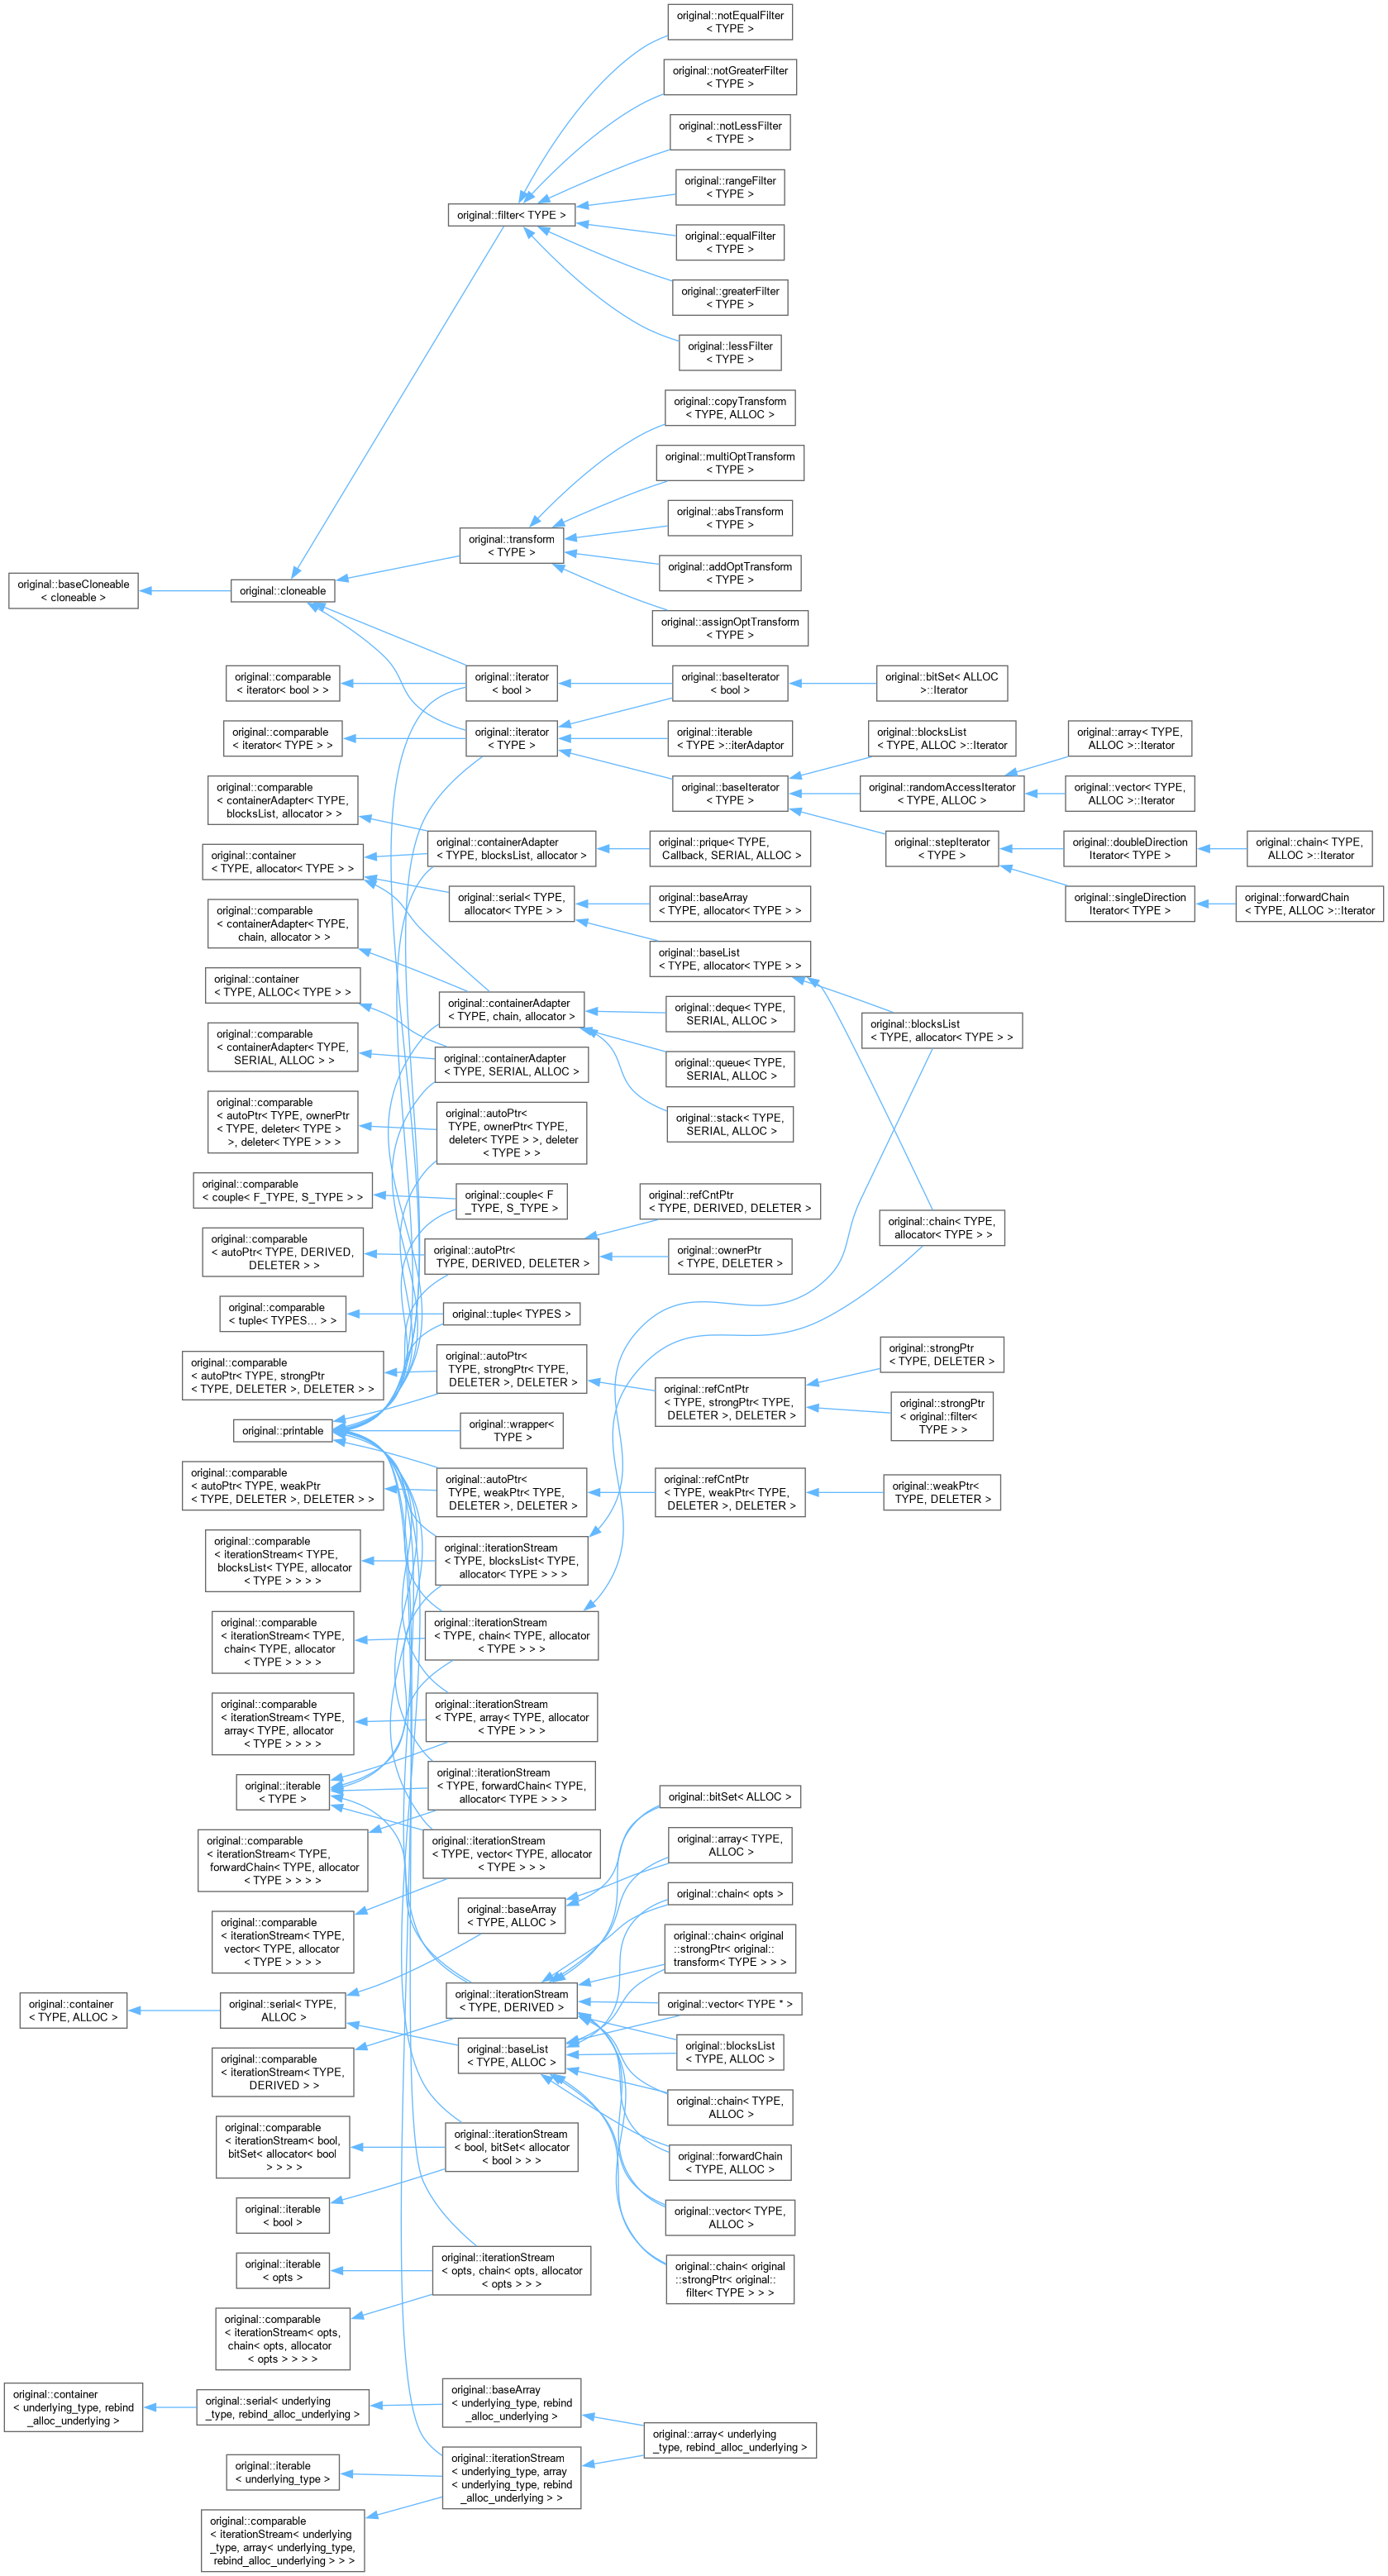 original::notEqualFilter
< TYPE >
original::notGreaterFilter
< TYPE >
original::notLessFilter
< TYPE >
original::rangeFilter
< TYPE >
original::filter< TYPE >
original::equalFilter
< TYPE >
original::greaterFilter
< TYPE >
original::lessFilter
< TYPE >
original::copyTransform
< TYPE, ALLOC >
original::multiOptTransform
< TYPE >
original::absTransform
< TYPE >
original::transform
< TYPE >
original::addOptTransform
< TYPE >
original::baseCloneable
< cloneable >
original::cloneable
original::assignOptTransform
< TYPE >
original::comparable
< iterator< bool > >
original::iterator
< bool >
original::baseIterator
< bool >
original::bitSet< ALLOC
>::Iterator
original::comparable
< iterator< TYPE > >
original::iterator
< TYPE >
original::iterable
< TYPE >::iterAdaptor
original::blocksList
< TYPE, ALLOC >::Iterator
original::array< TYPE,
ALLOC >::Iterator
original::comparable
< containerAdapter< TYPE,
blocksList, allocator > >
original::baseIterator
< TYPE >
original::randomAccessIterator
< TYPE, ALLOC >
original::vector< TYPE,
ALLOC >::Iterator
original::container
< TYPE, allocator< TYPE > >
original::containerAdapter
< TYPE, blocksList, allocator >
original::prique< TYPE,
Callback, SERIAL, ALLOC >
original::stepIterator
< TYPE >
original::doubleDirection
Iterator< TYPE >
original::chain< TYPE,
ALLOC >::Iterator
original::comparable
< containerAdapter< TYPE,
chain, allocator > >
original::serial< TYPE,
allocator< TYPE > >
original::baseArray
< TYPE, allocator< TYPE > >
original::singleDirection
Iterator< TYPE >
original::forwardChain
< TYPE, ALLOC >::Iterator
original::baseList
< TYPE, allocator< TYPE > >
original::container
< TYPE, ALLOC< TYPE > >
original::containerAdapter
< TYPE, chain, allocator >
original::deque< TYPE,
SERIAL, ALLOC >
original::blocksList
< TYPE, allocator< TYPE > >
original::comparable
< containerAdapter< TYPE,
SERIAL, ALLOC > >
original::containerAdapter
< TYPE, SERIAL, ALLOC >
original::queue< TYPE,
SERIAL, ALLOC >
original::stack< TYPE,
SERIAL, ALLOC >
original::comparable
< autoPtr< TYPE, ownerPtr
< TYPE, deleter< TYPE >
>, deleter< TYPE > > >
original::autoPtr<
TYPE, ownerPtr< TYPE,
deleter< TYPE > >, deleter
< TYPE > >
original::comparable
< couple< F_TYPE, S_TYPE > >
original::couple< F
_TYPE, S_TYPE >
original::refCntPtr
< TYPE, DERIVED, DELETER >
original::chain< TYPE,
allocator< TYPE > >
original::comparable
< autoPtr< TYPE, DERIVED,
DELETER > >
original::autoPtr<
TYPE, DERIVED, DELETER >
original::ownerPtr
< TYPE, DELETER >
original::comparable
< tuple< TYPES... > >
original::tuple< TYPES >
original::comparable
< autoPtr< TYPE, strongPtr
< TYPE, DELETER >, DELETER > >
original::autoPtr<
TYPE, strongPtr< TYPE,
DELETER >, DELETER >
original::refCntPtr
< TYPE, strongPtr< TYPE,
DELETER >, DELETER >
original::strongPtr
< TYPE, DELETER >
original::strongPtr
< original::filter<
TYPE > >
original::printable
original::wrapper<
TYPE >
original::comparable
< autoPtr< TYPE, weakPtr
< TYPE, DELETER >, DELETER > >
original::autoPtr<
TYPE, weakPtr< TYPE,
DELETER >, DELETER >
original::refCntPtr
< TYPE, weakPtr< TYPE,
DELETER >, DELETER >
original::weakPtr<
TYPE, DELETER >
original::comparable
< iterationStream< TYPE,
blocksList< TYPE, allocator
< TYPE > > > >
original::iterationStream
< TYPE, blocksList< TYPE,
allocator< TYPE > > >
original::comparable
< iterationStream< TYPE,
chain< TYPE, allocator
< TYPE > > > >
original::iterationStream
< TYPE, chain< TYPE, allocator
< TYPE > > >
original::comparable
< iterationStream< TYPE,
array< TYPE, allocator
< TYPE > > > >
original::iterationStream
< TYPE, array< TYPE, allocator
< TYPE > > >
original::iterable
< TYPE >
original::iterationStream
< TYPE, forwardChain< TYPE,
allocator< TYPE > > >
original::bitSet< ALLOC >
original::comparable
< iterationStream< TYPE,
forwardChain< TYPE, allocator
< TYPE > > > >
original::iterationStream
< TYPE, vector< TYPE, allocator
< TYPE > > >
original::array< TYPE,
ALLOC >
original::comparable
< iterationStream< TYPE,
vector< TYPE, allocator
< TYPE > > > >
original::baseArray
< TYPE, ALLOC >
original::chain< opts >
original::chain< original
::strongPtr< original::
transform< TYPE > > >
original::container
< TYPE, ALLOC >
original::serial< TYPE,
ALLOC >
original::iterationStream
< TYPE, DERIVED >
original::vector< TYPE * >
original::comparable
< iterationStream< TYPE,
DERIVED > >
original::baseList
< TYPE, ALLOC >
original::blocksList
< TYPE, ALLOC >
original::chain< TYPE,
ALLOC >
original::comparable
< iterationStream< bool,
bitSet< allocator< bool
> > > >
original::iterationStream
< bool, bitSet< allocator
< bool > > >
original::forwardChain
< TYPE, ALLOC >
original::iterable
< bool >
original::vector< TYPE,
ALLOC >
original::iterable
< opts >
original::iterationStream
< opts, chain< opts, allocator
< opts > > >
original::chain< original
::strongPtr< original::
filter< TYPE > > >
original::comparable
< iterationStream< opts,
chain< opts, allocator
< opts > > > >
original::container
< underlying_type, rebind
_alloc_underlying >
original::serial< underlying
_type, rebind_alloc_underlying >
original::baseArray
< underlying_type, rebind
_alloc_underlying >
original::array< underlying
_type, rebind_alloc_underlying >
original::iterable
< underlying_type >
original::iterationStream
< underlying_type, array
< underlying_type, rebind
_alloc_underlying > >
original::comparable
< iterationStream< underlying
_type, array< underlying_type,
rebind_alloc_underlying > > >